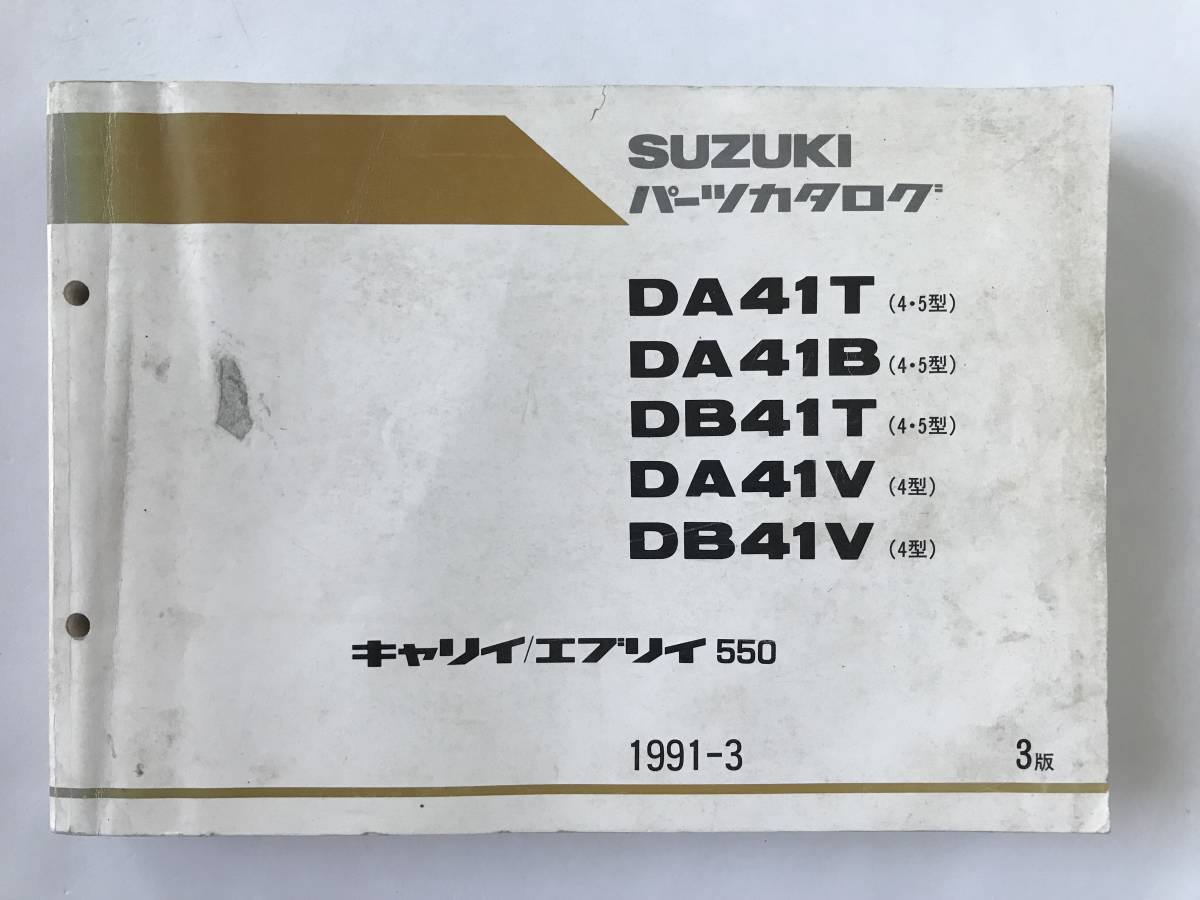 SUZUKI
パーツカタログ
DA41T (4・5型)
DA41B (4・5型)
DB41T (4・5型)
DA41V (4型)
DB41V (4型)
キャリイ/エブリイ 550
1991-3 3版